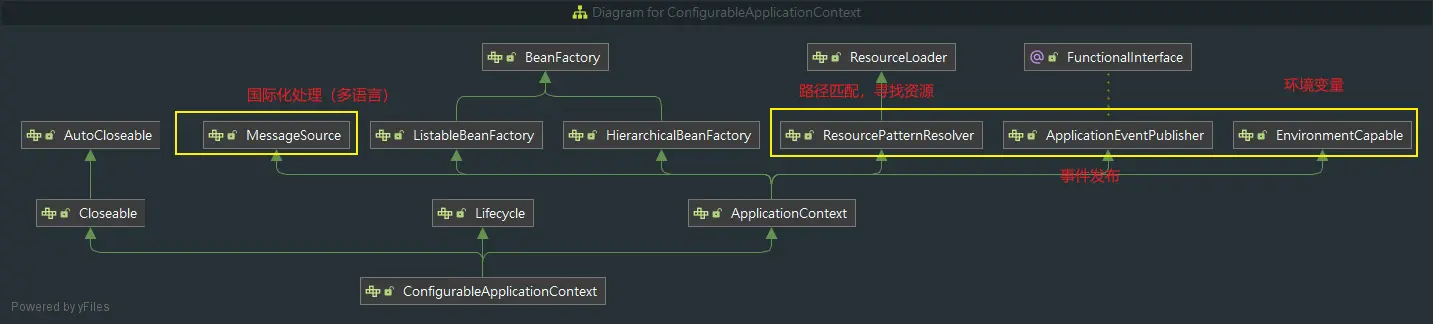 Diagram for ConfigurableApplicationContext
BeanFactory
ResourceLoader
@ FunctionalInterface
国际化处理（多语言）
路径匹配，寻找资源
环境变量
AutoCloseable
MessageSource
ListableBeanFactory
HierarchicalBeanFactory
ResourcePatternResolver
ApplicationEventPublisher
EnvironmentCapable
事件发布
Closeable
Lifecycle
ApplicationContext
ConfigurableApplicationContext
Powered by yFiles